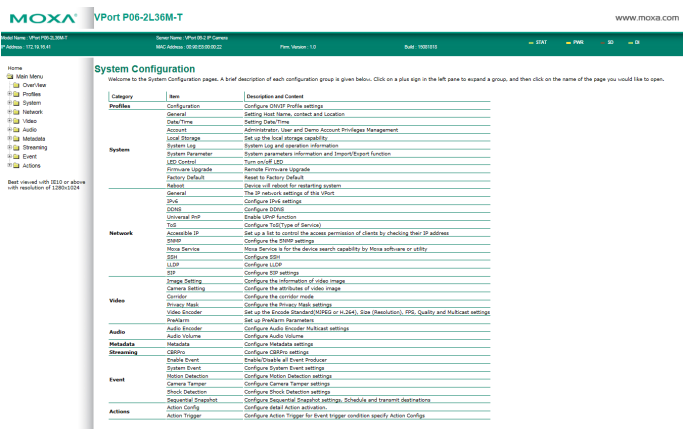 MOXA
VPort P06-2L36M-T
www.moxa.com
Model Name : VPort P06-2L36M-T
Server Name : VPort 06-2 IP Camera
IP Address : 172.19.16.41
MAC Address : 00:90:E8:00:00:22
Firm. Version : 1.0
Build : 15001010
STAT
PWR
SD
DI
Home
Main Menu
OverView
Profiles
System
Network
Video
Audio
Metadata
Streaming
Event
Actions
Best viewed with IE10 or above
with resolution of 1280x1024
System Configuration
Welcome to the System Configuration pages. A brief description of each configuration group is given below. Click on a plus sign in the left pane to expand a group, and then click on the name of the page you would like to open.
Category Item Description and Content
Profiles Configuration Configure ONVIF Profile settings
System
General Setting Host Name, contact and Location
Date/Time Setting Date/Time
Account Administrator, User and Demo Account Privileges Management
Local Storage Set up the local storage capability
System Log System Log and operation information
System Parameter System parameters information and Import/Export function
LED Control Turn on/off LED
Firmware Upgrade Remote Firmware Upgrade
Factory Default Reset to Factory Default
Reboot Device will reboot for restarting system
Network
General The IP network settings of this VPort
IPv6 Configure IPv6 settings
DDNS Configure DDNS
Universal PnP Enable UPnP function
ToS Configure ToS(Type of Service)
Accessible IP Set up a list to control the access permission of clients by checking their IP address
SNMP Configure the SNMP settings
Moxa Service Moxa Service is for the device search capability by Moxa software or utility
SSH Configure SSH
LLDP Configure LLDP
SIP Configure SIP settings
Video
Image Setting Configure the information of video image
Camera Setting Configure the attributes of video image
Corridor Configure the corridor mode
Privacy Mask Configure the Privacy Mask settings
Video Encoder Set up the Encode Standard(MJPEG or H.264), Size (Resolution), FPS, Quality and Multicast settings
PreAlarm Set up PreAlarm Parameters
Audio
Audio Encoder Configure Audio Encoder Multicast settings
Audio Volume Configure Audio Volume
Metadata Metadata Configure Metadata settings
Streaming CBRPro Configure CBRPro settings
Event
Enable Event Enable/Disable all Event Producer
System Event Configure System Event settings
Motion Detection Configure Motion Detection settings
Camera Tamper Configure Camera Tamper settings
Shock Detection Configure Shock Detection settings
Sequential Snapshot Configure Sequential Snapshot settings, Schedule and transmit destinations
Actions
Action Config Configure detail Action activation.
Action Trigger Configure Action Trigger for Event trigger condition specify Action Configs